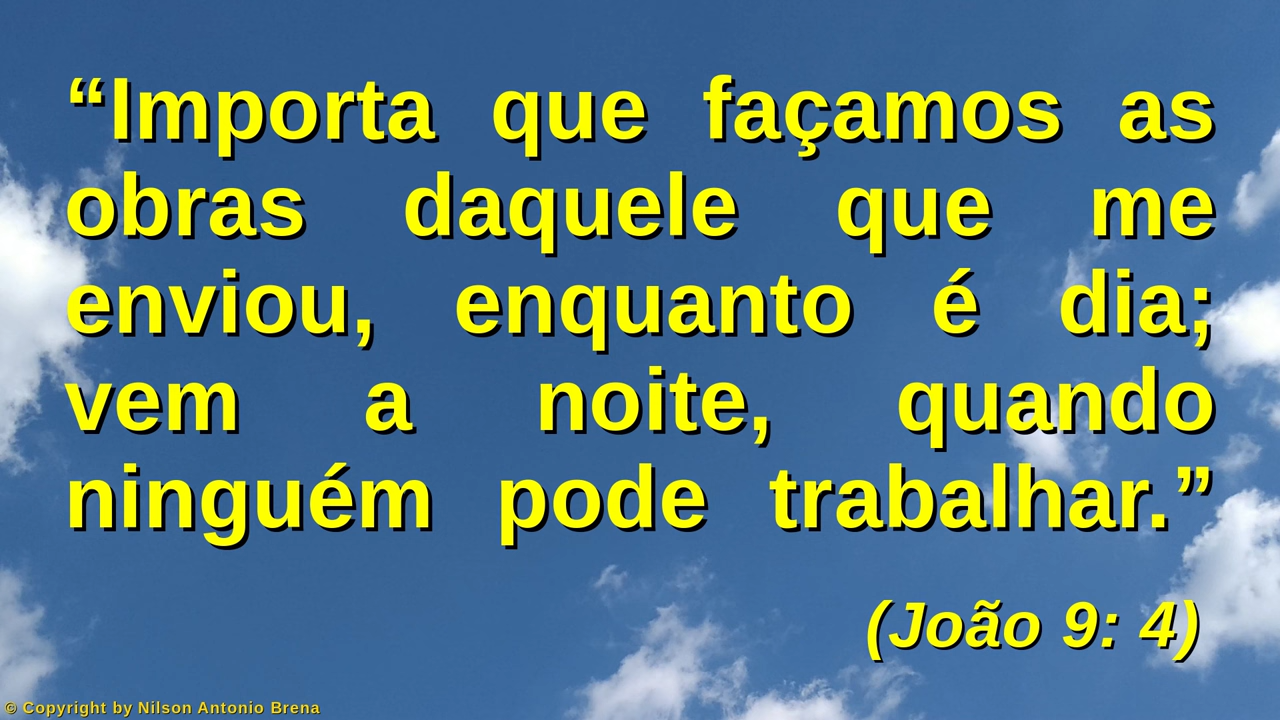 “Importa que façamos as
obras daquele que me
enviou, enquanto é dia;
vem a noite, quando
ninguém pode trabalhar.”
(João 9: 4)
© Copyright by Nilson Antonio Brena